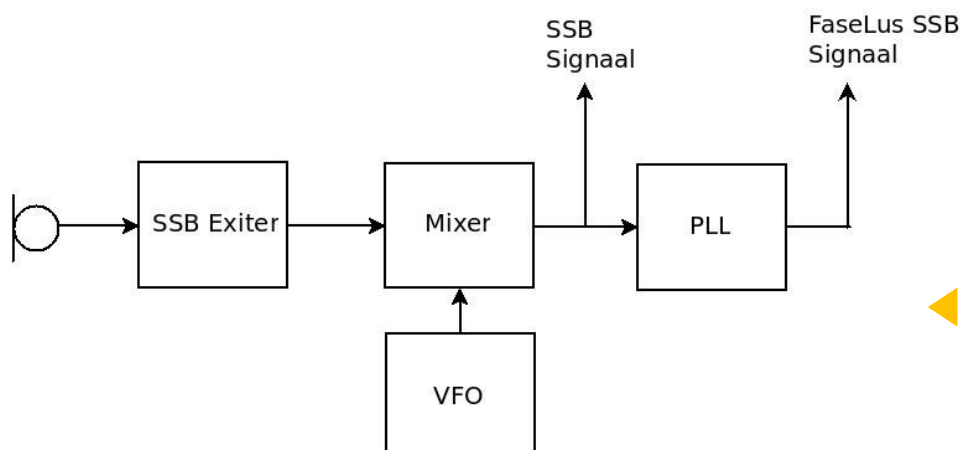 SSB
Signaal
FaseLus SSB
Signaal
SSB Exiter
Mixer
PLL
VFO